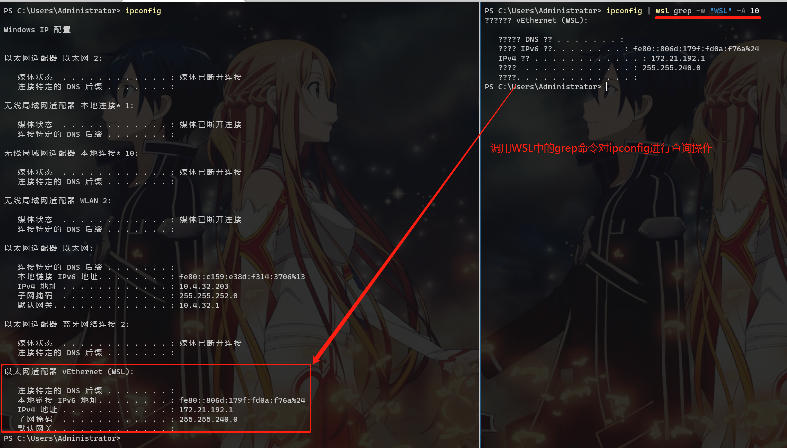 PS C:\Users\Administrator> ipconfig
Windows IP 配置
以太网适配器 以太网 2:
媒体状态 . . . . . . . . . . . . : 媒体已断开连接
连接特定的 DNS 后缀 . . . . . . . :
无线局域网适配器 本地连接* 1:
媒体状态 . . . . . . . . . . . . : 媒体已断开连接
连接特定的 DNS 后缀 . . . . . . . :
无线局域网适配器 本地连接* 10:
媒体状态 . . . . . . . . . . . . : 媒体已断开连接
连接特定的 DNS 后缀 . . . . . . . :
无线局域网适配器 WLAN 2:
媒体状态 . . . . . . . . . . . . : 媒体已断开连接
连接特定的 DNS 后缀 . . . . . . . :
以太网适配器 以太网:
连接特定的 DNS 后缀 . . . . . . . :
本地链接 IPv6 地址. . . . . . . . : fe80::c159:e38d:f314:3706%13
IPv4 地址 . . . . . . . . . . . . : 10.4.32.203
子网掩码 . . . . . . . . . . . . : 255.255.252.0
默认网关. . . . . . . . . . . . . : 10.4.32.1
以太网适配器 蓝牙网络连接 2:
媒体状态 . . . . . . . . . . . . : 媒体已断开连接
连接特定的 DNS 后缀 . . . . . . . :
以太网适配器 vEthernet (WSL):
连接特定的 DNS 后缀 . . . . . . . :
本地链接 IPv6 地址. . . . . . . . : fe80::806d:179f:fd0a:f76a%24
IPv4 地址 . . . . . . . . . . . . : 172.21.192.1
子网掩码 . . . . . . . . . . . . : 255.255.240.0
默认网关. . . . . . . . . . . . . :
PS C:\Users\Administrator>
PS C:\Users\Administrator> ipconfig | wsl grep -w "WSL" -A 10
?????? vEthernet (WSL):
????? DNS ?? . . . . . . . :
???? IPv6 ??. . . . . . . . : fe80::806d:179f:fd0a:f76a%24
IPv4 ?? . . . . . . . . . . . . : 172.21.192.1
???? . . . . . . . . . . . . : 255.255.240.0
????. . . . . . . . . . . . . :
PS C:\Users\Administrator>
调用WSL中的grep命令对ipconfig进行查询操作